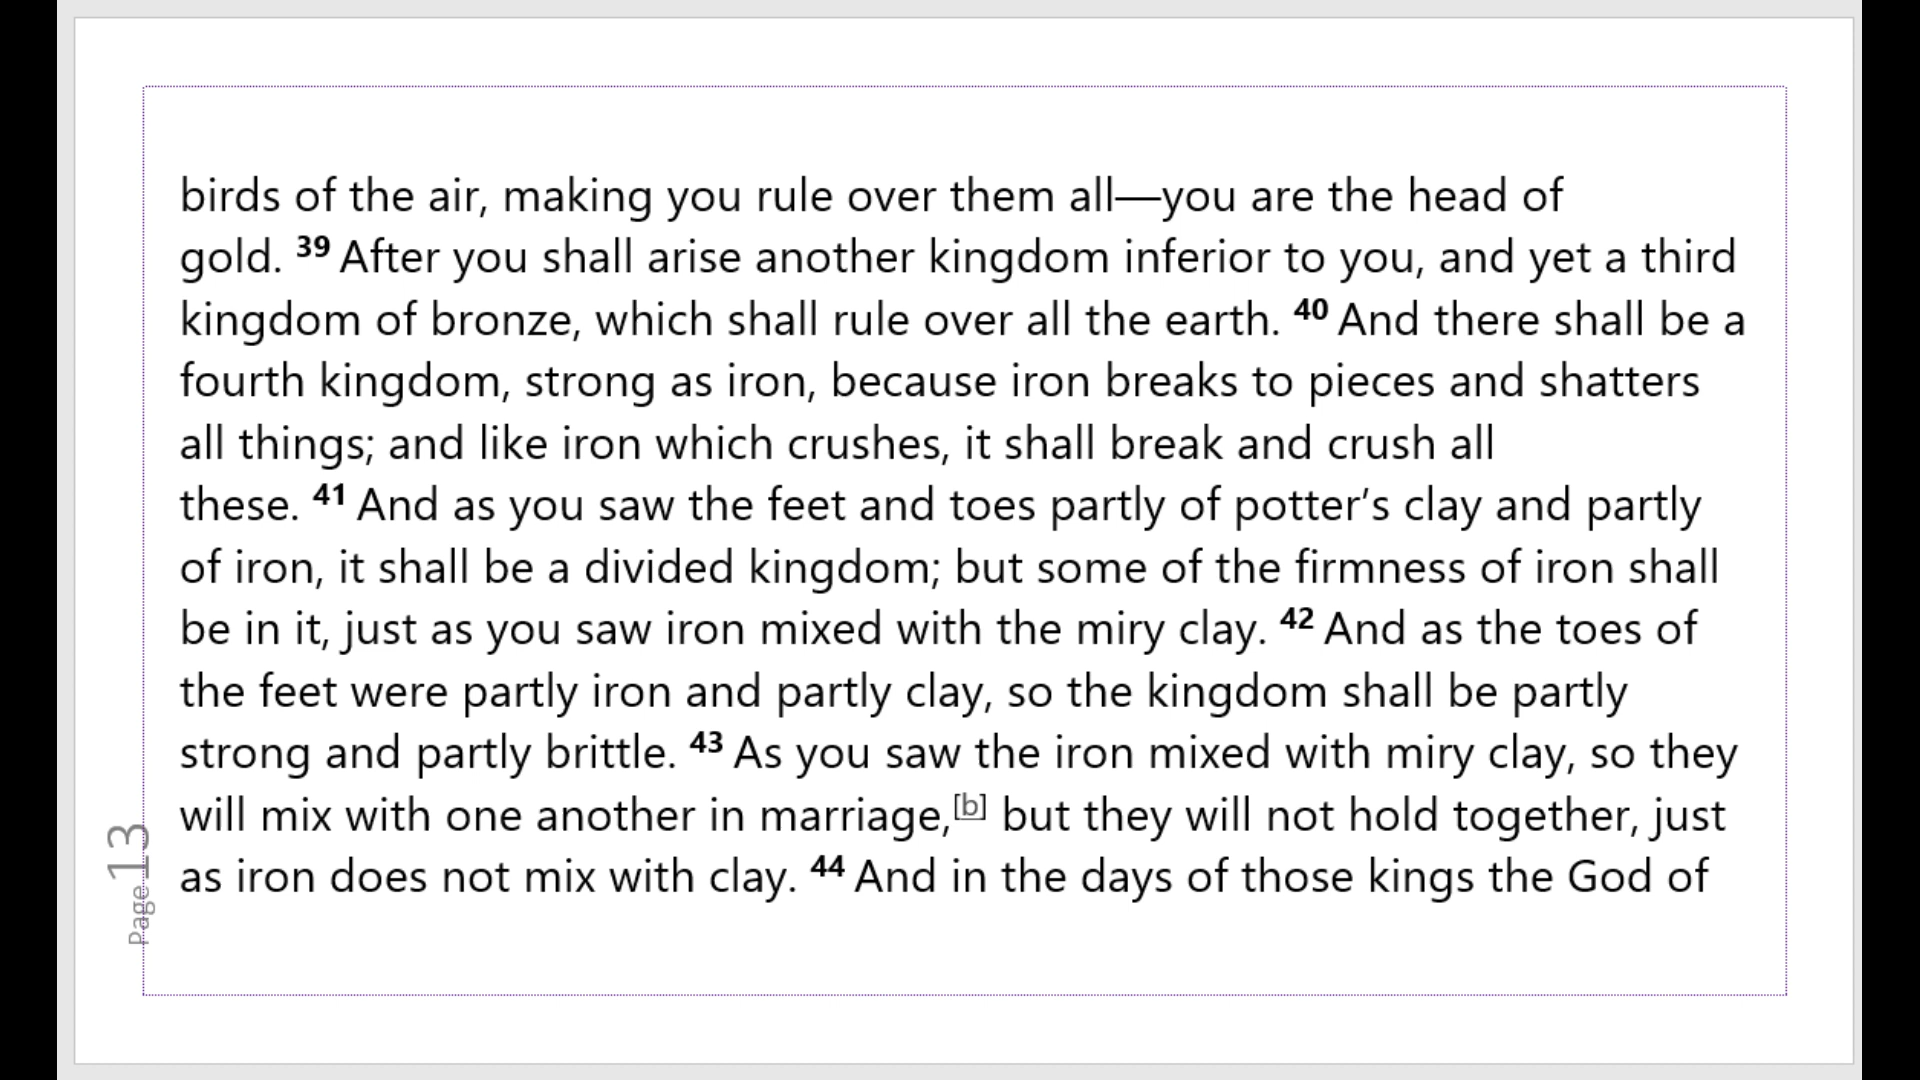 birds of the air, making you rule over them all—you are the head of
gold. 39 After you shall arise another kingdom inferior to you, and yet a third
kingdom of bronze, which shall rule over all the earth. 40 And there shall be a
fourth kingdom, strong as iron, because iron breaks to pieces and shatters
all things; and like iron which crushes, it shall break and crush all
these. 41 And as you saw the feet and toes partly of potter’s clay and partly
of iron, it shall be a divided kingdom; but some of the firmness of iron shall
be in it, just as you saw iron mixed with the miry clay. 42 And as the toes of
the feet were partly iron and partly clay, so the kingdom shall be partly
strong and partly brittle. 43 As you saw the iron mixed with miry clay, so they
will mix with one another in marriage,[b] but they will not hold together, just
as iron does not mix with clay. 44 And in the days of those kings the God of
Page 13